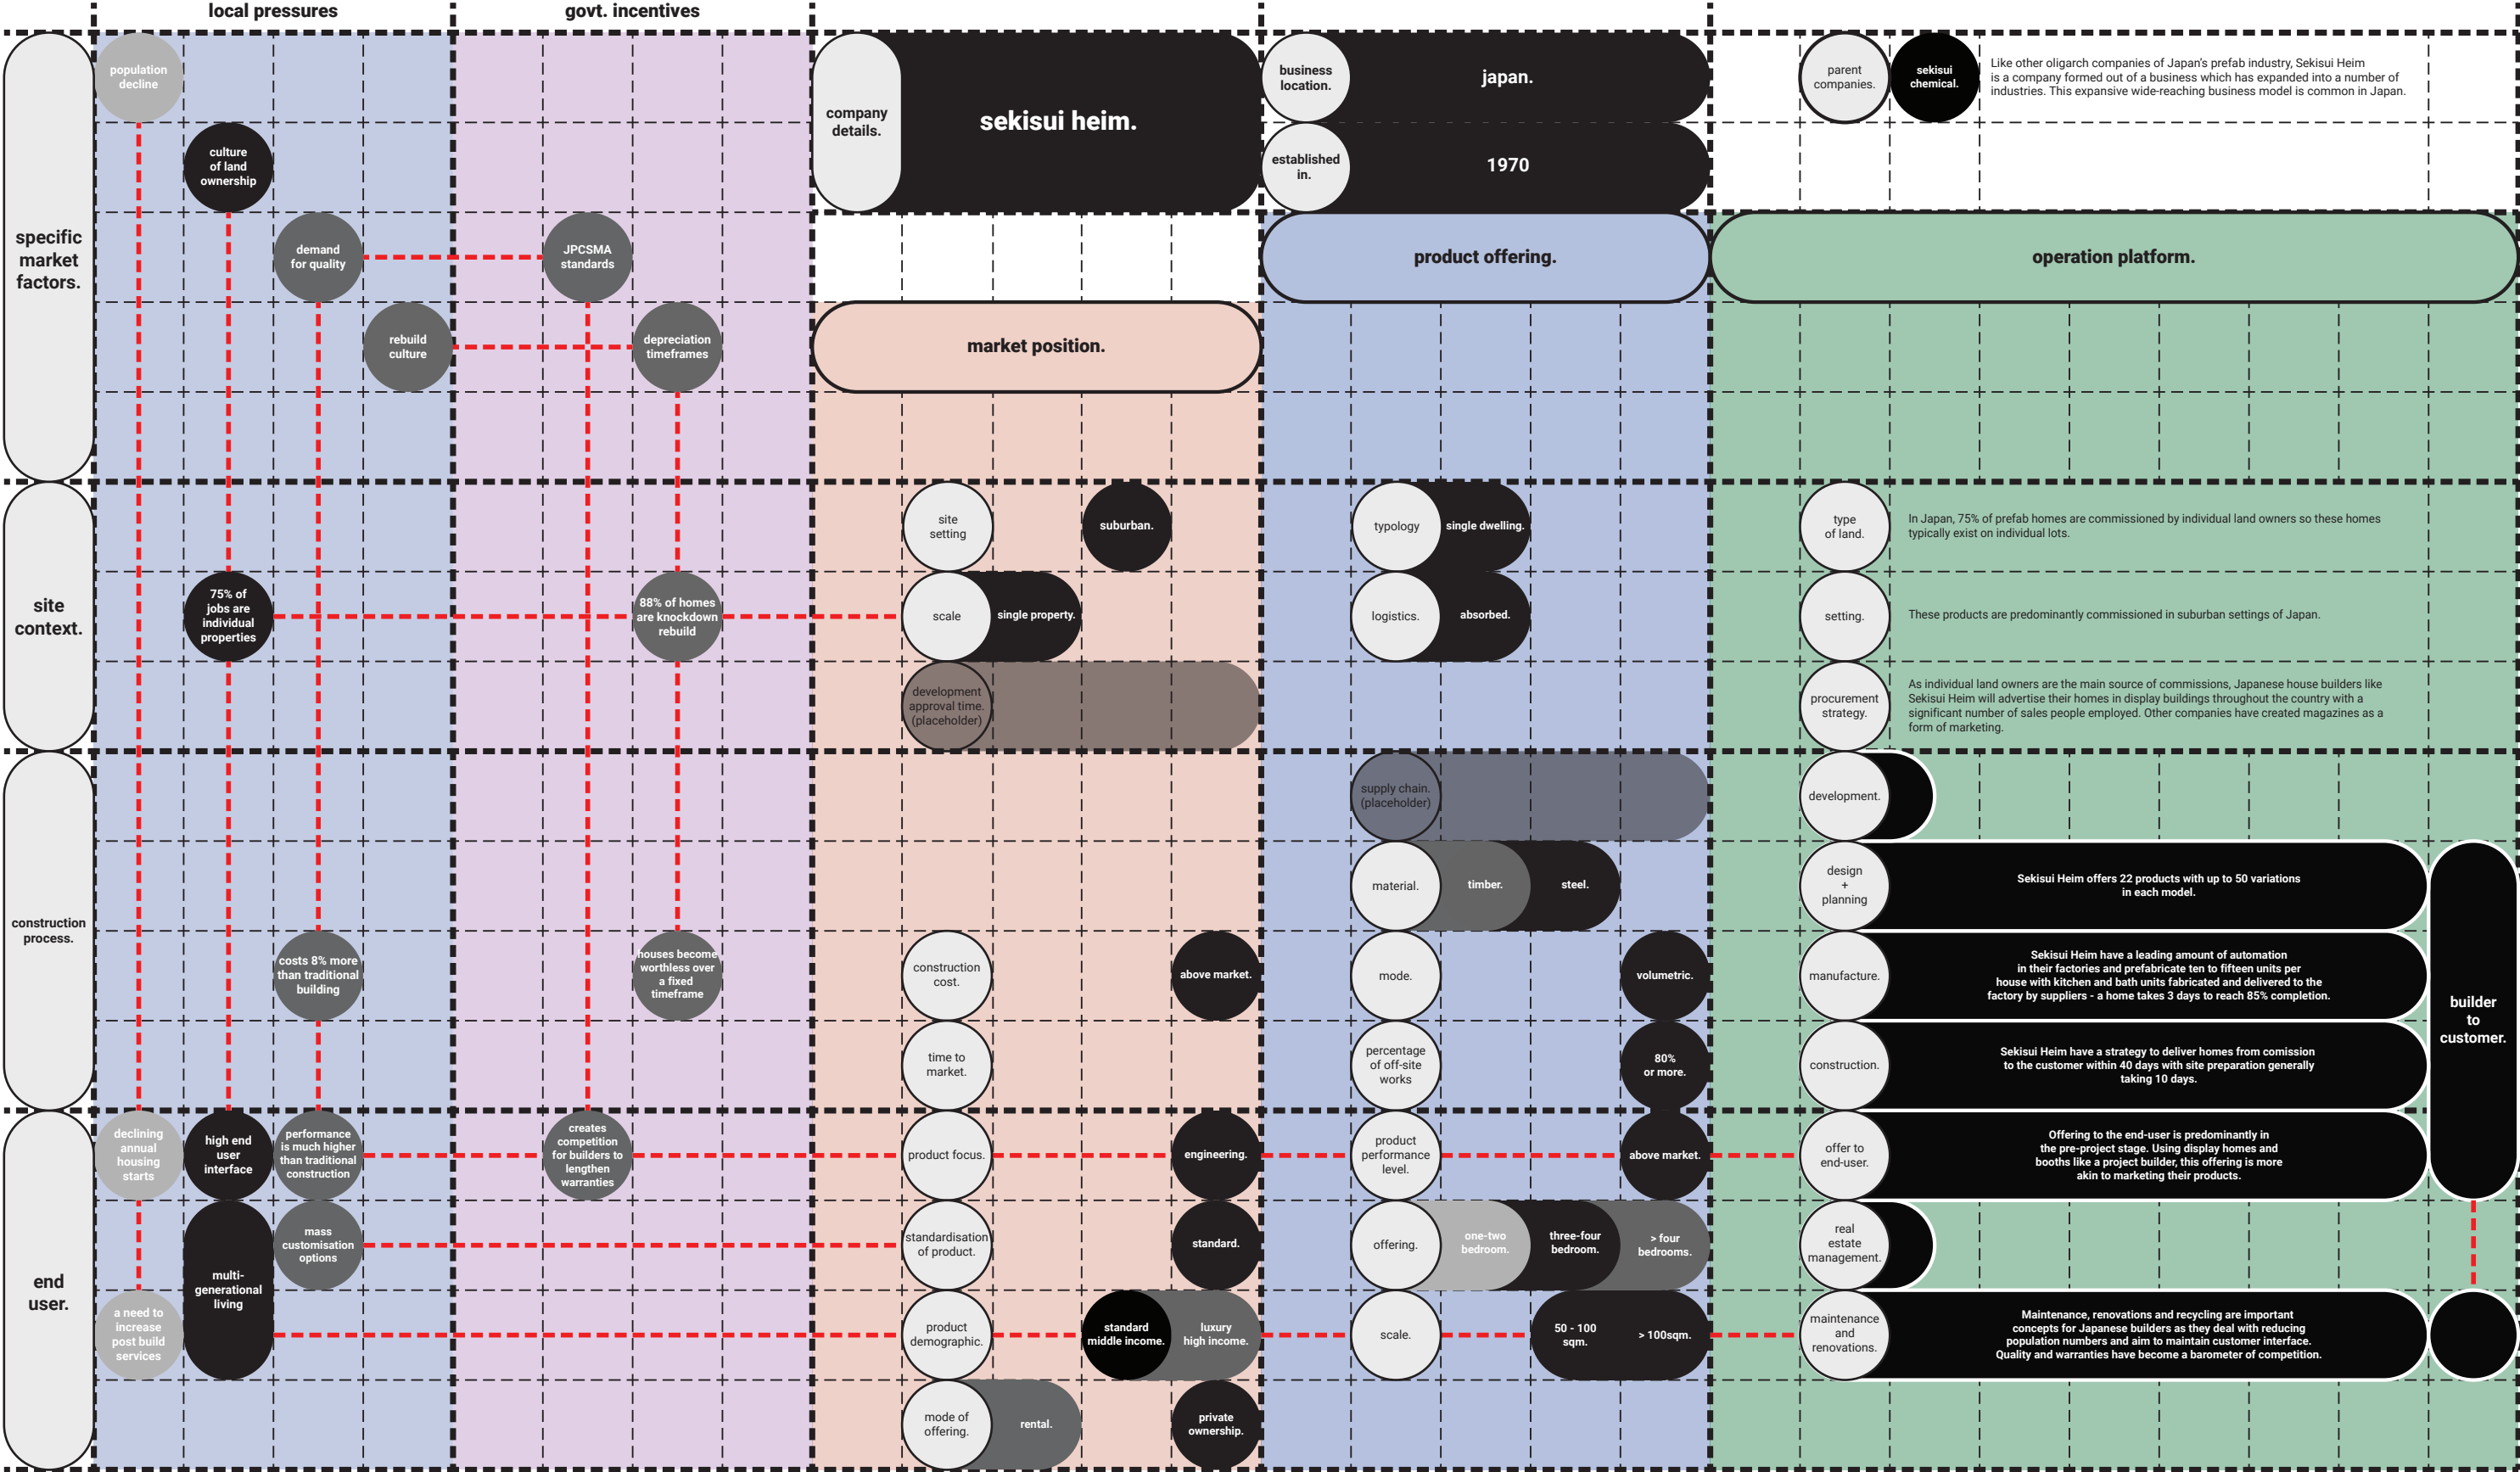 local pressures
govt. incentives
specific
market
factors.
population
decline
culture
of land
ownership
demand
for quality
JPCSMA
standards
rebuild
culture
depreciation
timeframes
company
details.
sekisui heim.
business
location.
japan.
established
in.
1970
parent
companies.
sekisui
chemical.
Like other oligarch companies of Japan's prefab industry, Sekisui Heim
is a company formed out of a business which has expanded into a number of
industries. This expansive wide-reaching business model is common in Japan.
market position.
product offering.
operation platform.
site
context.
75% of
jobs are
individual
properties
88% of homes
are knockdown
rebuild
site
setting
suburban.
scale
single property.
development
approval time.
(placeholder)
typology
single dwelling.
logistics.
absorbed.
type
of land.
In Japan, 75% of prefab homes are commissioned by individual land owners so these homes
typically exist on individual lots.
setting.
These products are predominantly commissioned in suburban settings of Japan.
procurement
strategy.
As individual land owners are the main source of commissions, Japanese house builders like
Sekisui Heim will advertise their homes in display buildings throughout the country with a
significant number of sales people employed. Other companies have created magazines as a
form of marketing.
construction
process.
costs 8% more
than traditional
building
houses become
worthless over
a fixed
timeframe
construction
cost.
above market.
time to
market.
supply chain.
(placeholder)
material.
timber.
steel.
mode.
volumetric.
percentage
of off-site
works
80%
or more.
development.
design
+
planning
Sekisui Heim offers 22 products with up to 50 variations
in each model.
manufacture.
Sekisui Heim have a leading amount of automation
in their factories and prefabricate ten to fifteen units per
house with kitchen and bath units fabricated and delivered to the
factory by suppliers - a home takes 3 days to reach 85% completion.
construction.
Sekisui Heim have a strategy to deliver homes from comission
to the customer within 40 days with site preparation generally
taking 10 days.
builder
to
customer.
end
user.
declining
annual
housing
starts
high end
user
interface
performance
is much higher
than traditional
construction
creates
competition
for builders to
lengthen
warranties
product focus.
engineering.
product
performance
level.
above market.
offer to
end-user.
Offering to the end-user is predominantly in
the pre-project stage. Using display homes and
booths like a project builder, this offering is more
akin to marketing their products.
multi-
generational
living
mass
customisation
options
standardisation
of product.
standard.
offering.
one-two
bedroom.
three-four
bedroom.
> four
bedrooms.
real
estate
management.
a need to
increase
post build
services
product
demographic.
standard
middle income.
luxury
high income.
scale.
50 - 100
sqm.
> 100sqm.
maintenance
and
renovations.
Maintenance, renovations and recycling are important
concepts for Japanese builders as they deal with reducing
population numbers and aim to maintain customer interface.
Quality and warranties have become a barometer of competition.
mode of
offering.
rental.
private
ownership.